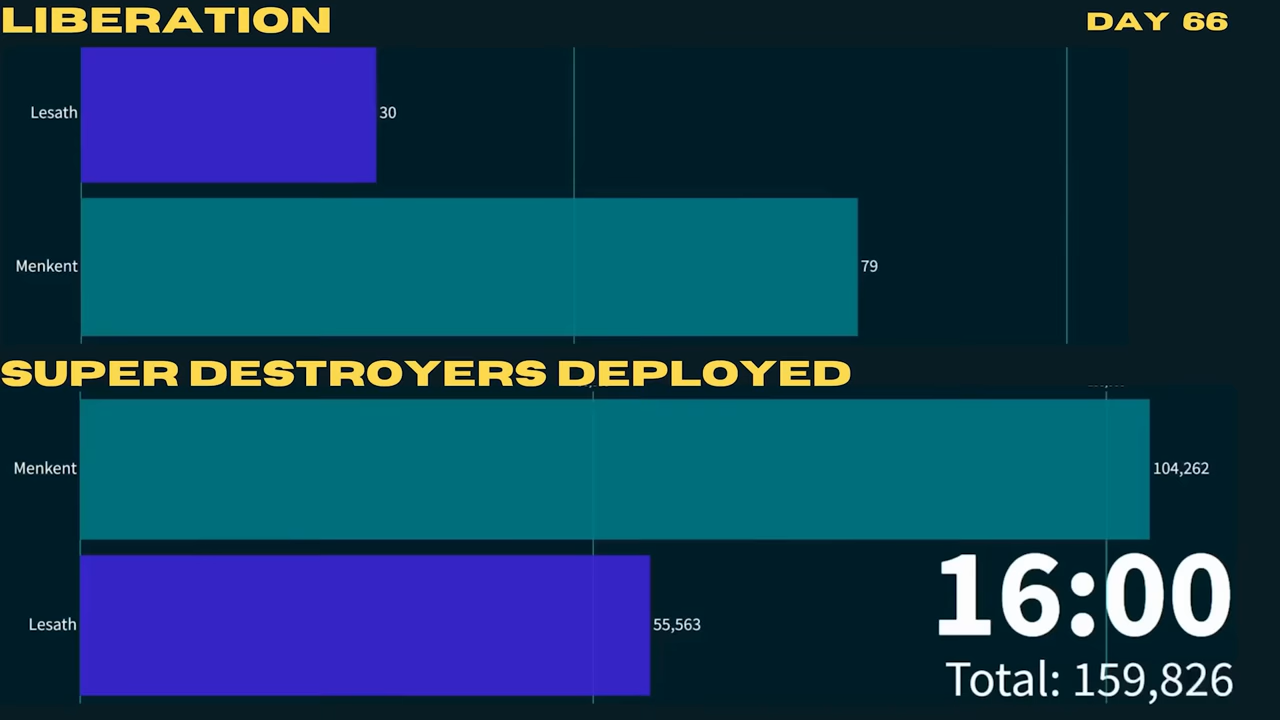 LIBERATION
DAY 66
Lesath 30
Menkent 79
SUPER DESTROYERS DEPLOYED
Menkent 104,262
Lesath 55,563
16:00
Total: 159,826